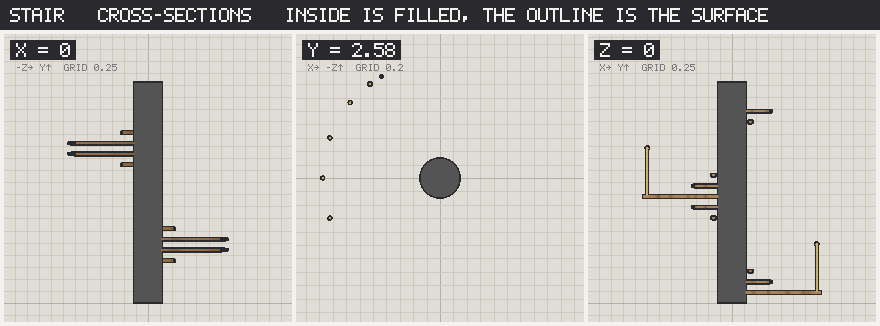 STAIR CROSS-SECTIONS INSIDE IS FILLED, THE OUTLINE IS THE SURFACE
X = 0
-Z→ Y↑ GRID 0.25
Y = 2.58
X→ -Z↑ GRID 0.2
Z = 0
X→ Y↑ GRID 0.25